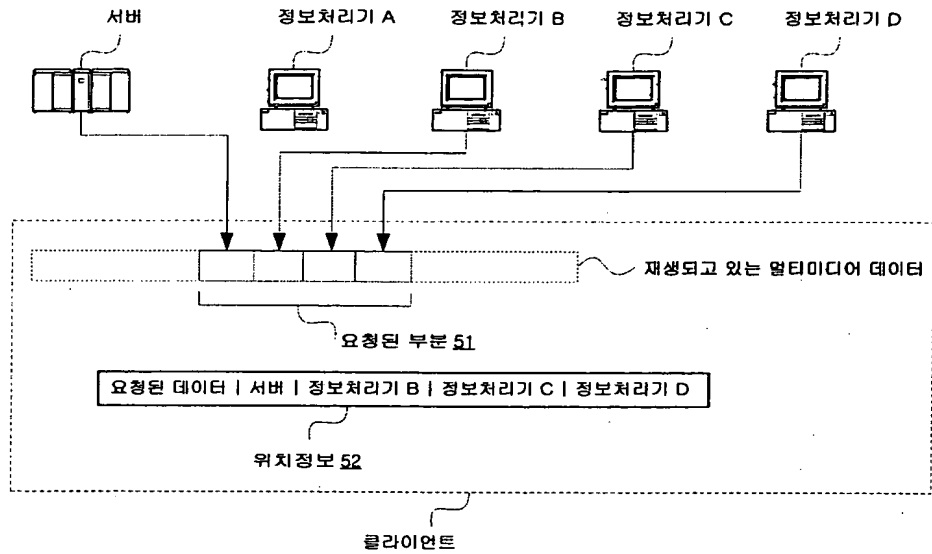 서버
정보처리기 A
정보처리기 B
정보처리기 C
정보처리기 D
재생되고 있는 멀티미디어 데이터
요청된 부분 51
요청된 데이터 | 서버 | 정보처리기 B | 정보처리기 C | 정보처리기 D
위치정보 52
클라이언트